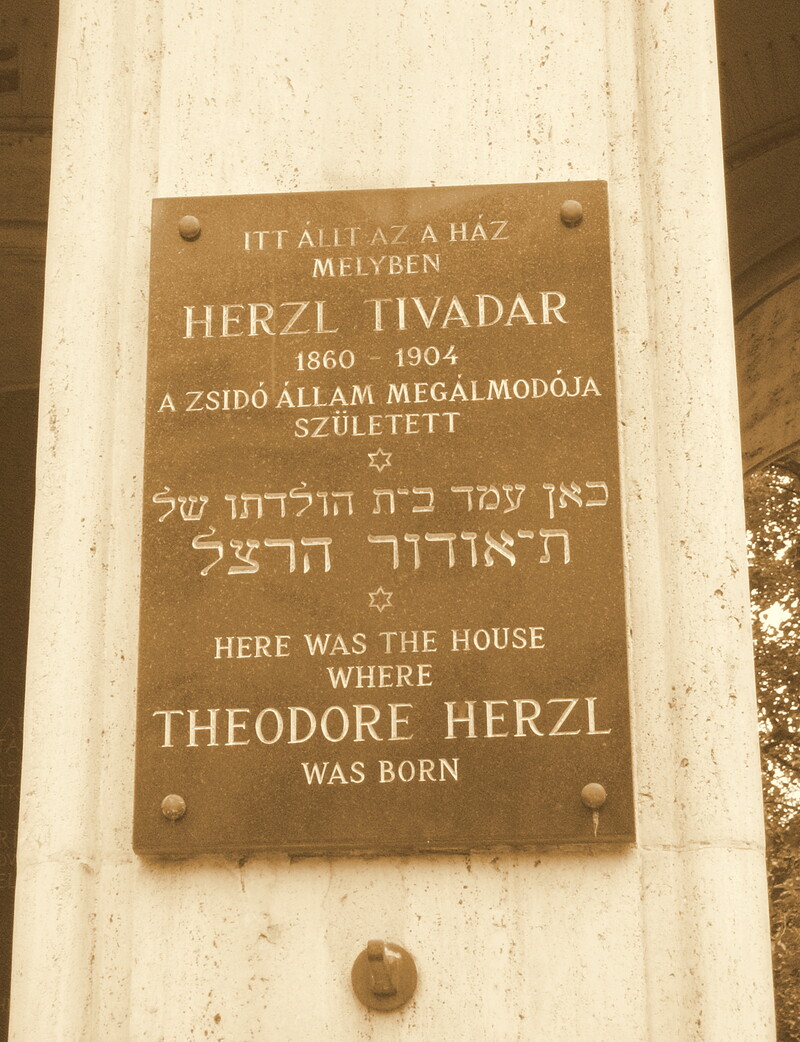 ITT ÁLLT AZ A HÁZ
MELYBEN
HERZL TIVADAR
1860 - 1904
A ZSIDÓ ÁLLAM MEGÁLMODÓJA
SZÜLETETT
כאן עמד בית הולדתו של
תיאודור הרצל
HERE WAS THE HOUSE
WHERE
THEODORE HERZL
WAS BORN